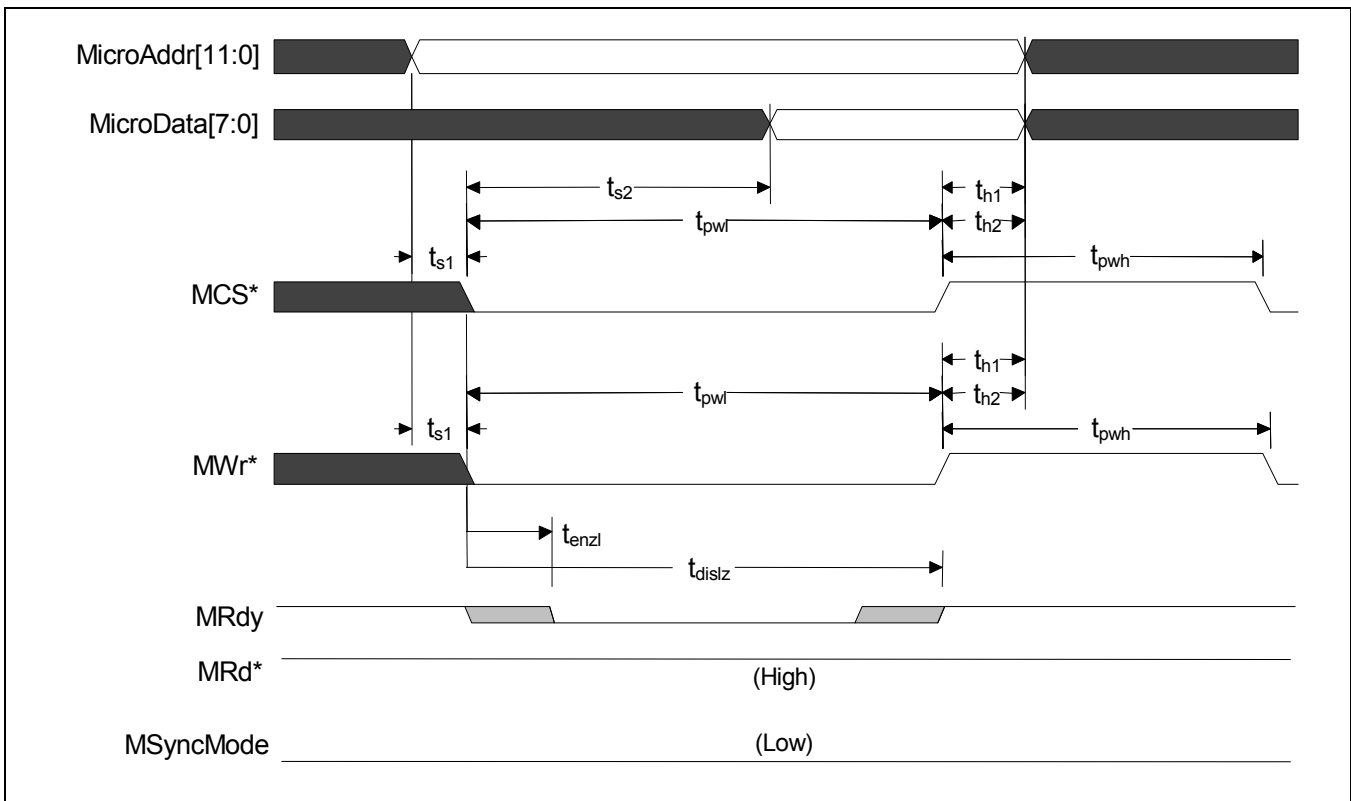 MicroAddr[11:0]
MicroData[7:0]
ts2
th1
tpwl
th2
ts1
tpwh
MCS*
th1
tpwl
th2
ts1
tpwh
MWr*
tenzl
tdislz
MRdy
MRd*
(High)
MSyncMode
(Low)